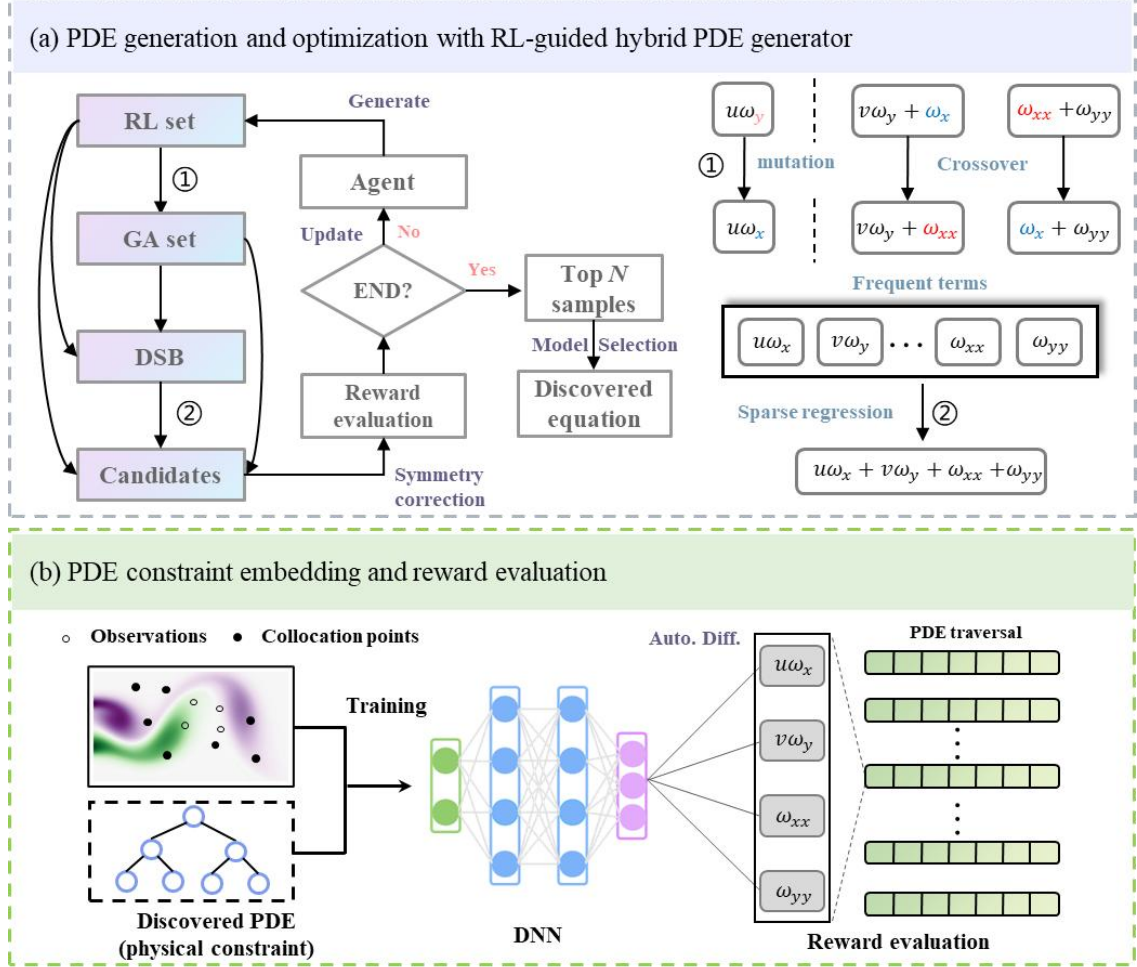 (a) PDE generation and optimization with RL-guided hybrid PDE generator
RL set
①
GA set
DSB
②
Candidates
Generate
Agent
Update
No
END?
Yes
Reward
evaluation
Symmetry
correction
Top N
samples
Model Selection
Discovered
equation
uω_y
vω_y + ω_x
ω_xx + ω_yy
①
mutation
Crossover
uω_x
vω_y + ω_xx
ω_x + ω_yy
Frequent terms
uω_x
vω_y
...
ω_xx
ω_yy
Sparse regression
②
uω_x + vω_y + ω_xx + ω_yy
(b) PDE constraint embedding and reward evaluation
Observations
Collocation points
Training
Discovered PDE
(physical constraint)
DNN
Auto. Diff.
uω_x
vω_y
ω_xx
ω_yy
PDE traversal
Reward evaluation